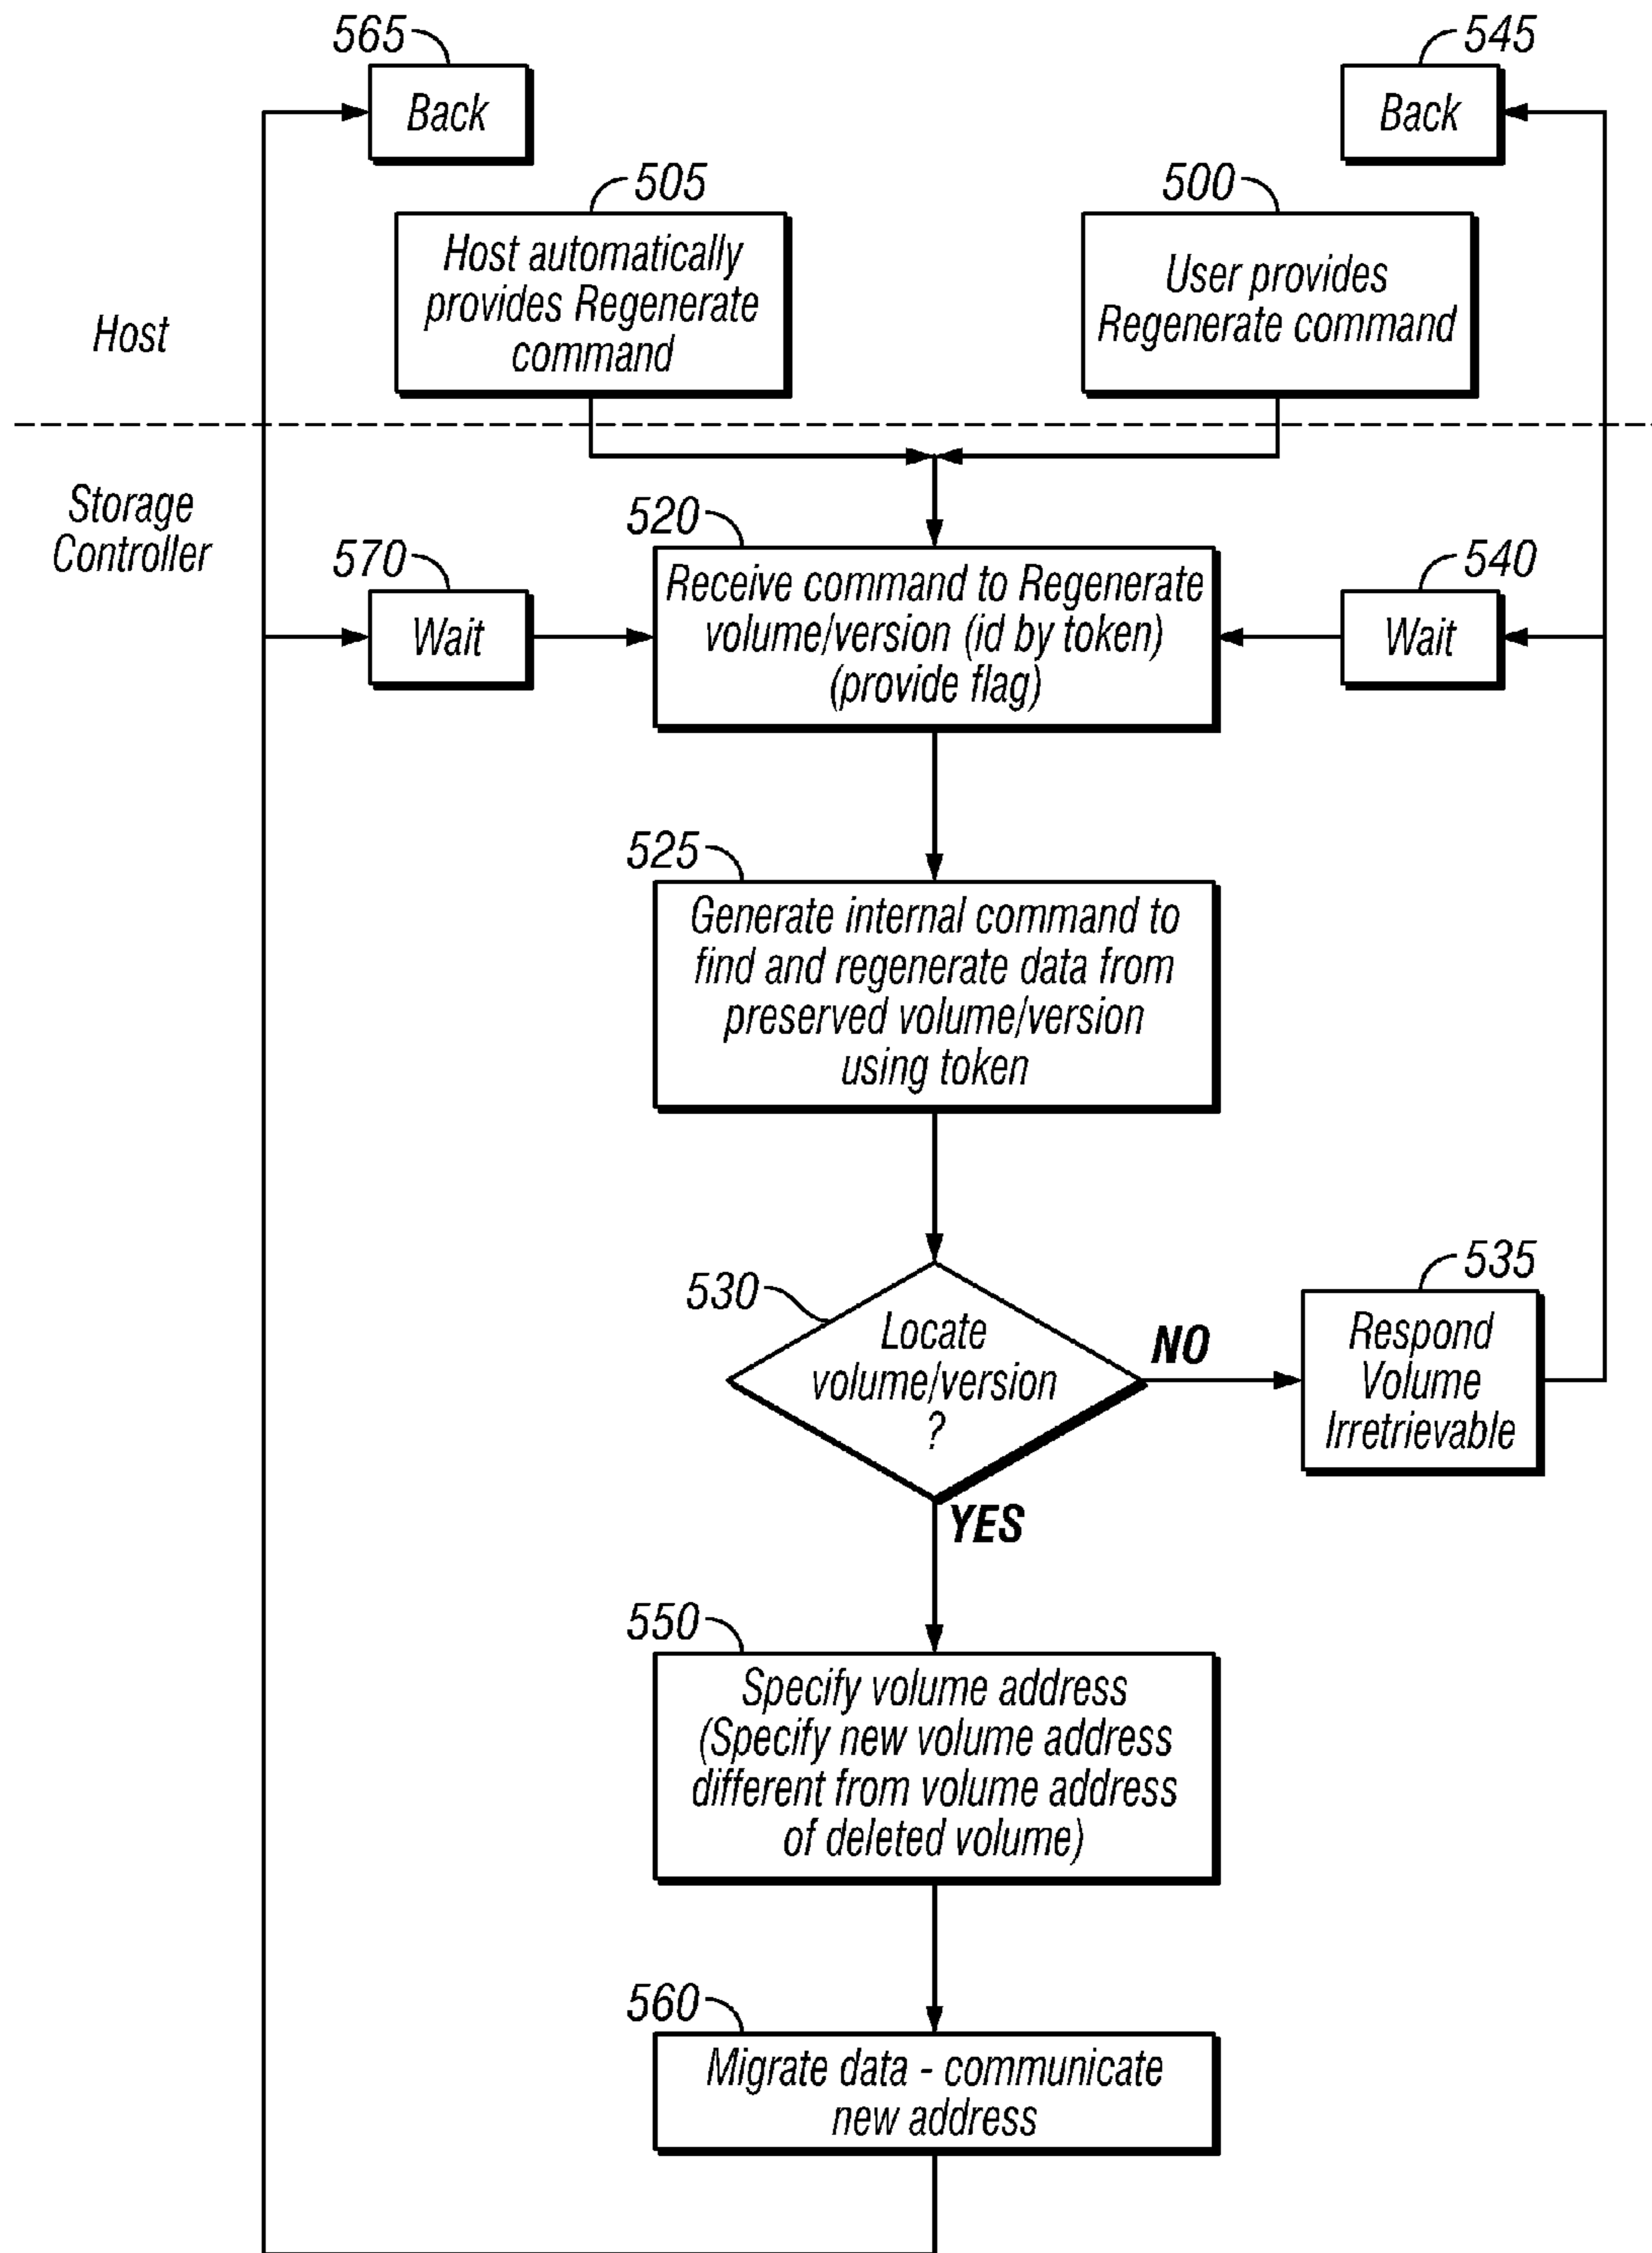 565
Back
545
Back
505
Host automatically
provides Regenerate
command
500
User provides
Regenerate command
Host
Storage
Controller
570
Wait
520
Receive command to Regenerate
volume/version (id by token)
(provide flag)
540
Wait
525
Generate internal command to
find and regenerate data from
preserved volume/version
using token
530
Locate
volume/version
?
NO
535
Respond
Volume
Irretrievable
YES
550
Specify volume address
(Specify new volume address
different from volume address
of deleted volume)
560
Migrate data - communicate
new address